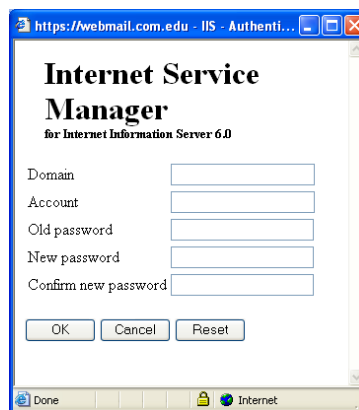 https://webmail.com.edu - IIS - Authenti...
Internet Service
Manager
for Internet Information Server 6.0
Domain
Account
Old password
New password
Confirm new password
OK Cancel Reset
Done Internet